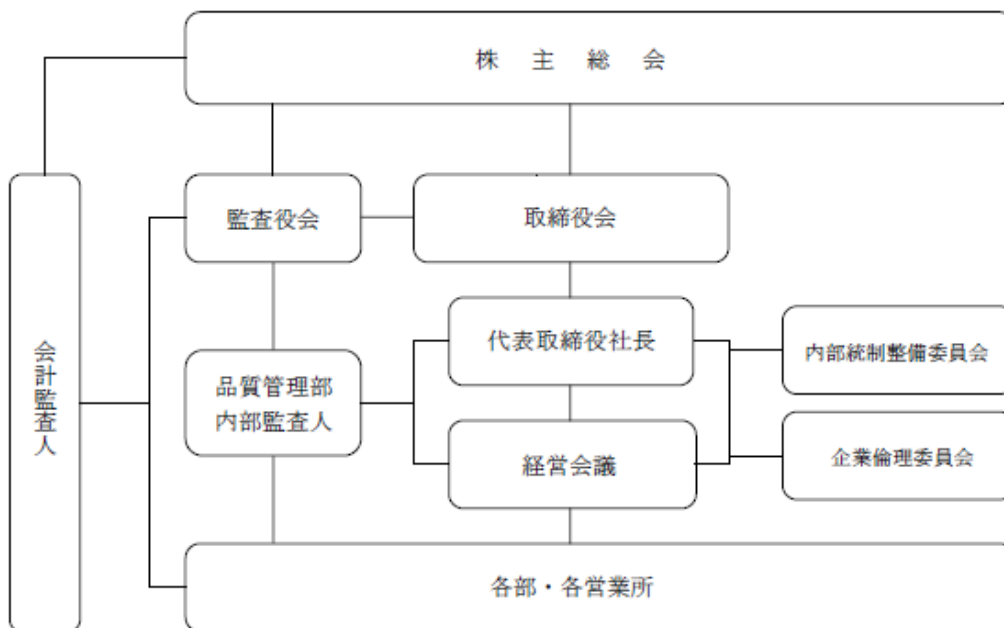 株主総会
監査役会
取締役会
代表取締役社長
内部統制整備委員会
会計監査人
品質管理部
内部監査人
経営会議
企業倫理委員会
各部・各営業所